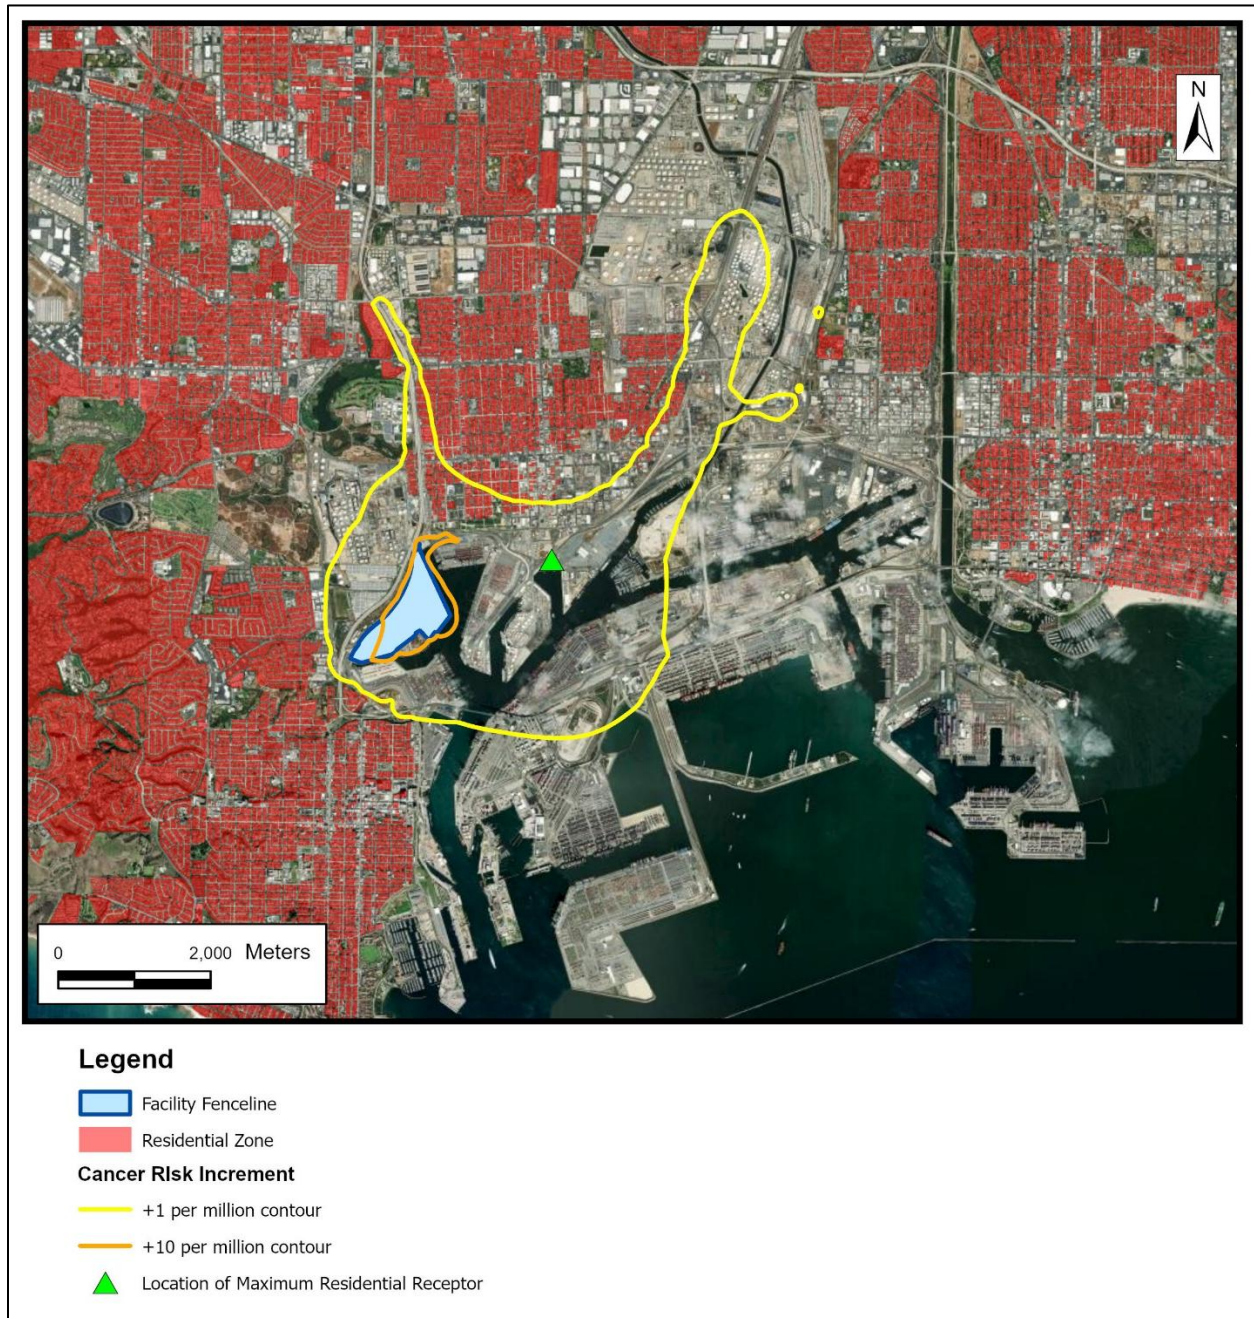 N
0 2,000 Meters
Legend
Facility Fenceline
Residential Zone
Cancer RIsk Increment
+1 per million contour
+10 per million contour
Location of Maximum Residential Receptor